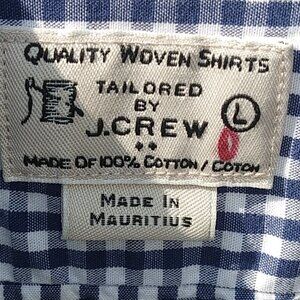 QUALITY WOVEN SHIRTS
TAILORED
BY
J.CREW
L
MADE OF 100% COTTON / COTON
MADE IN
MAURITIUS